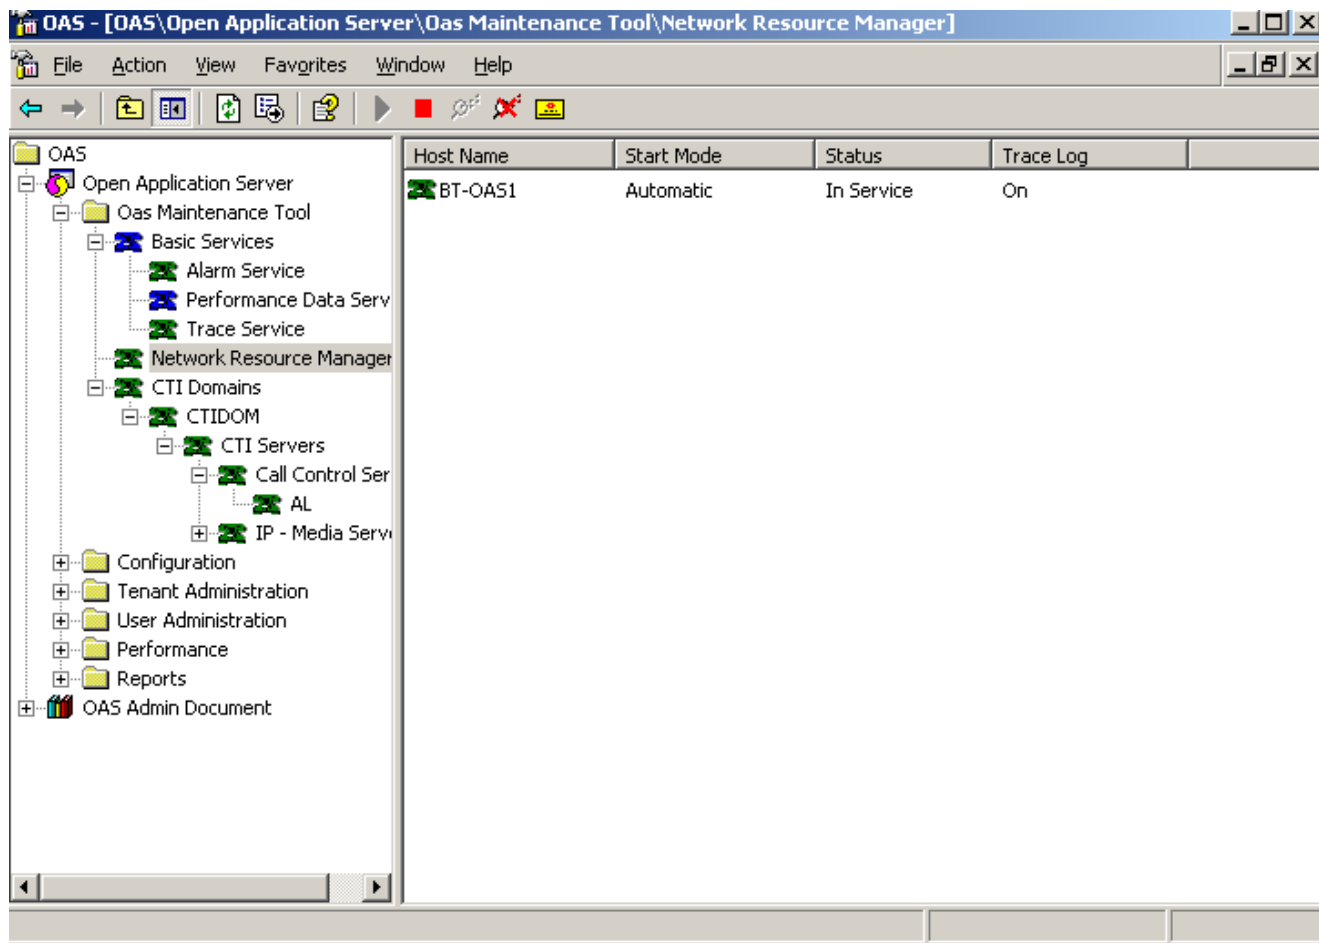 OAS - [OAS\Open Application Server\Oas Maintenance Tool\Network Resource Manager]
File Action View Favorites Window Help
OAS
Open Application Server
Oas Maintenance Tool
Basic Services
Alarm Service
Performance Data Serv
Trace Service
Network Resource Manager
CTI Domains
CTIDOM
CTI Servers
Call Control Ser
AL
IP - Media Serv
Configuration
Tenant Administration
User Administration
Performance
Reports
OAS Admin Document
Host Name Start Mode Status Trace Log
BT-OAS1 Automatic In Service On